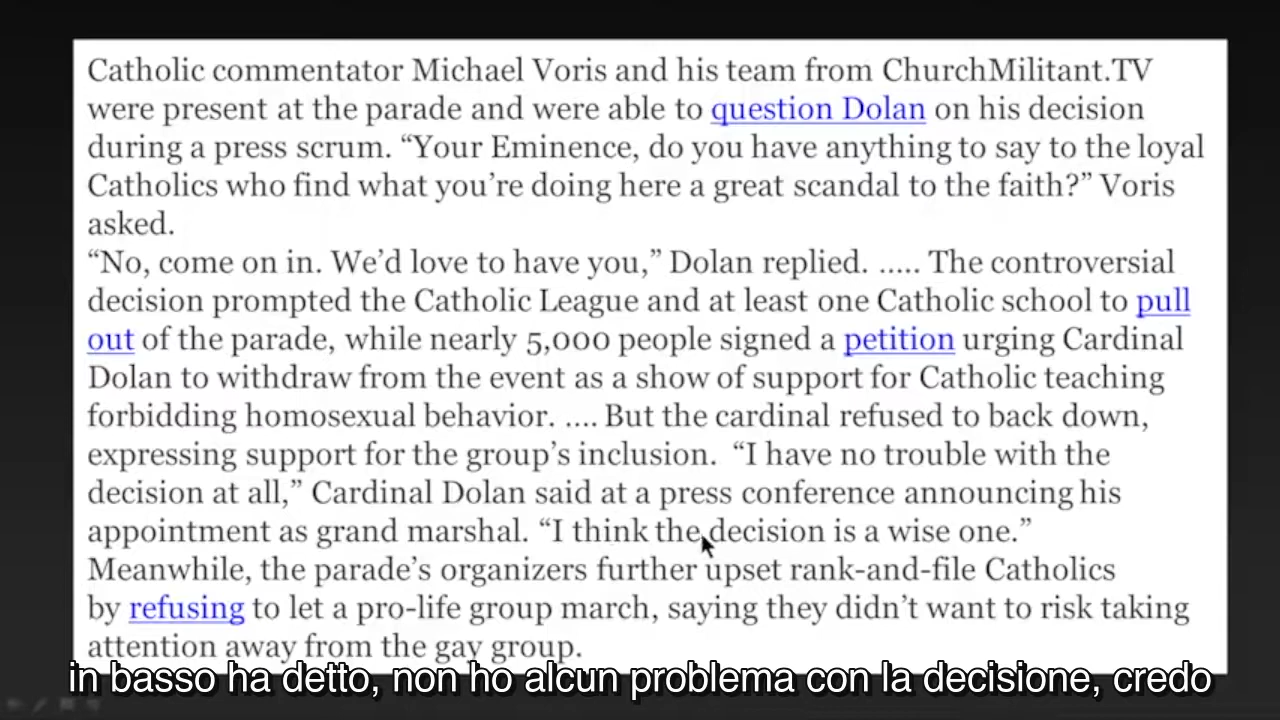 Catholic commentator Michael Voris and his team from ChurchMilitant.TV
were present at the parade and were able to question Dolan on his decision
during a press scrum. “Your Eminence, do you have anything to say to the loyal
Catholics who find what you’re doing here a great scandal to the faith?” Voris
asked.
“No, come on in. We’d love to have you,” Dolan replied. ..... The controversial
decision prompted the Catholic League and at least one Catholic school to pull
out of the parade, while nearly 5,000 people signed a petition urging Cardinal
Dolan to withdraw from the event as a show of support for Catholic teaching
forbidding homosexual behavior. .... But the cardinal refused to back down,
expressing support for the group’s inclusion.  “I have no trouble with the
decision at all,” Cardinal Dolan said at a press conference announcing his
appointment as grand marshal. “I think the decision is a wise one.”
Meanwhile, the parade’s organizers further upset rank-and-file Catholics
by refusing to let a pro-life group march, saying they didn’t want to risk taking
attention away from the gay group.
in basso ha detto, non ho alcun problema con la decisione, credo